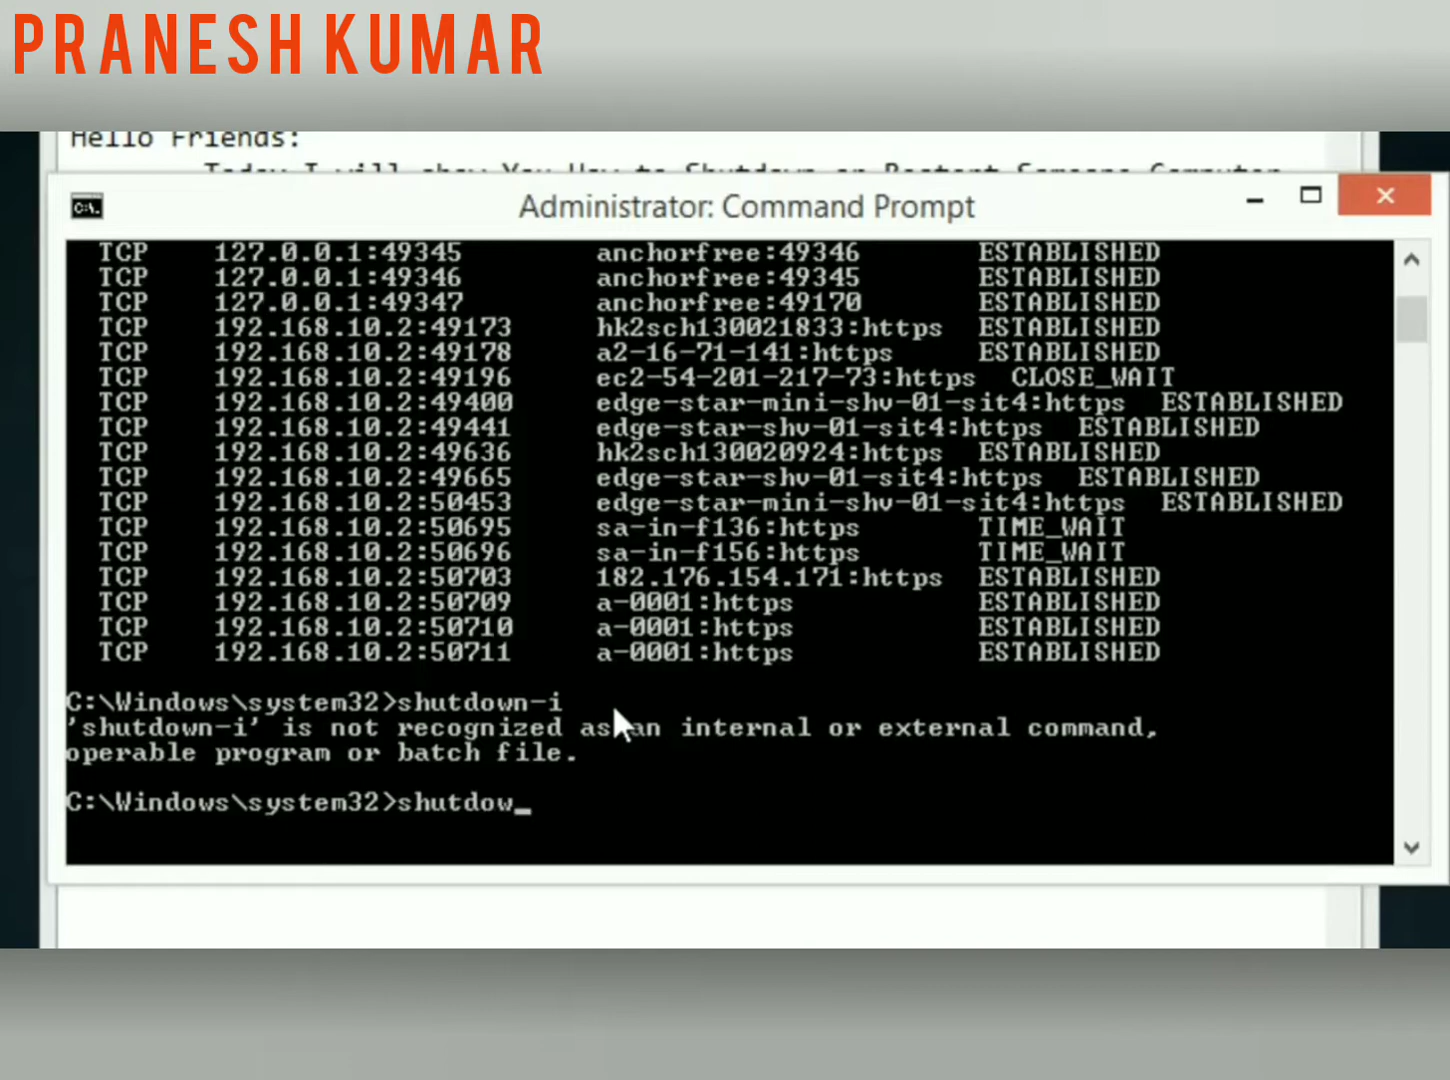 PRANESH KUMAR
Hello Friends:
Today I will show You How to Shutdown or Restart Someone Computer
C:\.
Administrator: Command Prompt
TCP 127.0.0.1:49345 anchorfree:49346 ESTABLISHED
TCP 127.0.0.1:49346 anchorfree:49345 ESTABLISHED
TCP 127.0.0.1:49347 anchorfree:49170 ESTABLISHED
TCP 192.168.10.2:49173 hk2sch130021833:https ESTABLISHED
TCP 192.168.10.2:49178 a2-16-71-141:https ESTABLISHED
TCP 192.168.10.2:49196 ec2-54-201-217-73:https CLOSE_WAIT
TCP 192.168.10.2:49400 edge-star-mini-shv-01-sit4:https ESTABLISHED
TCP 192.168.10.2:49441 edge-star-shv-01-sit4:https ESTABLISHED
TCP 192.168.10.2:49636 hk2sch130020924:https ESTABLISHED
TCP 192.168.10.2:49665 edge-star-shv-01-sit4:https ESTABLISHED
TCP 192.168.10.2:50453 edge-star-mini-shv-01-sit4:https ESTABLISHED
TCP 192.168.10.2:50695 sa-in-f136:https TIME_WAIT
TCP 192.168.10.2:50696 sa-in-f156:https TIME_WAIT
TCP 192.168.10.2:50703 182.176.154.171:https ESTABLISHED
TCP 192.168.10.2:50709 a-0001:https ESTABLISHED
TCP 192.168.10.2:50710 a-0001:https ESTABLISHED
TCP 192.168.10.2:50711 a-0001:https ESTABLISHED
C:\Windows\system32>shutdown-i
'shutdown-i' is not recognized as an internal or external command,
operable program or batch file.
C:\Windows\system32>shutdow_